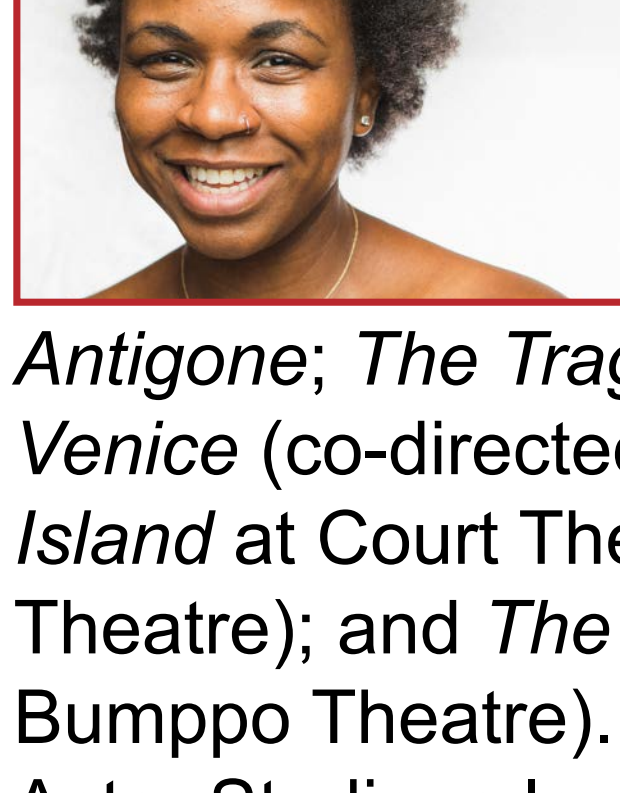 Antigone; The Trag
Venice (co-directed
Island at Court The
Theatre); and The
Bumppo Theatre).